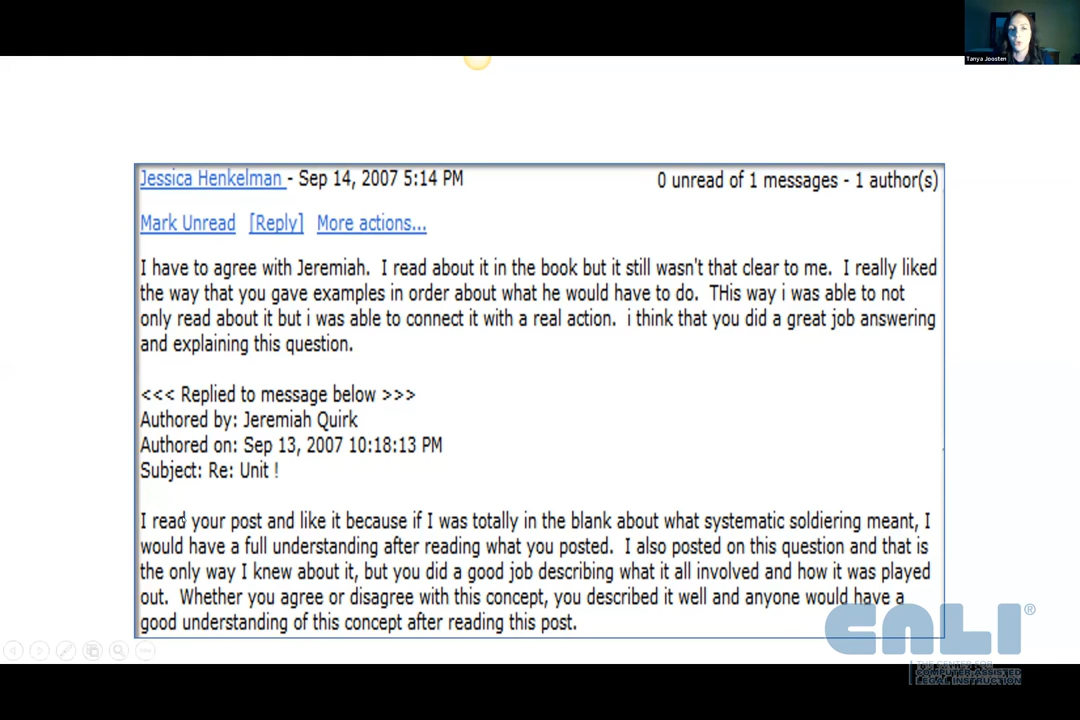 Tanya Joosten
Jessica Henkelman - Sep 14, 2007 5:14 PM
0 unread of 1 messages - 1 author(s)
Mark Unread [Reply] More actions...
I have to agree with Jeremiah. I read about it in the book but it still wasn't that clear to me. I really liked
the way that you gave examples in order about what he would have to do. THis way i was able to not
only read about it but i was able to connect it with a real action. i think that you did a great job answering
and explaining this question.
<<< Replied to message below >>>
Authored by: Jeremiah Quirk
Authored on: Sep 13, 2007 10:18:13 PM
Subject: Re: Unit !
I read your post and like it because if I was totally in the blank about what systematic soldiering meant, I
would have a full understanding after reading what you posted. I also posted on this question and that is
the only way I knew about it, but you did a good job describing what it all involved and how it was played
out. Whether you agree or disagree with this concept, you described it well and anyone would have a
good understanding of this concept after reading this post.
CALI®
THE CENTER FOR
COMPUTER-ASSISTED
LEGAL INSTRUCTION